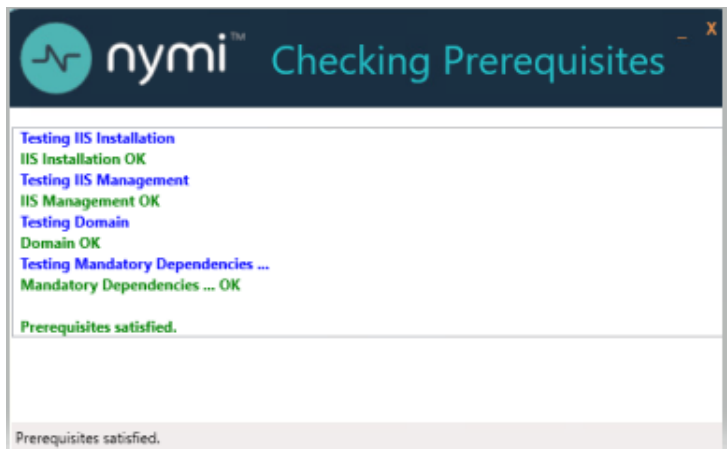 nymi™ Checking Prerequisites
_ X
Testing IIS Installation
IIS Installation OK
Testing IIS Management
IIS Management OK
Testing Domain
Domain OK
Testing Mandatory Dependencies ...
Mandatory Dependencies ... OK
Prerequisites satisfied.
Prerequisites satisfied.